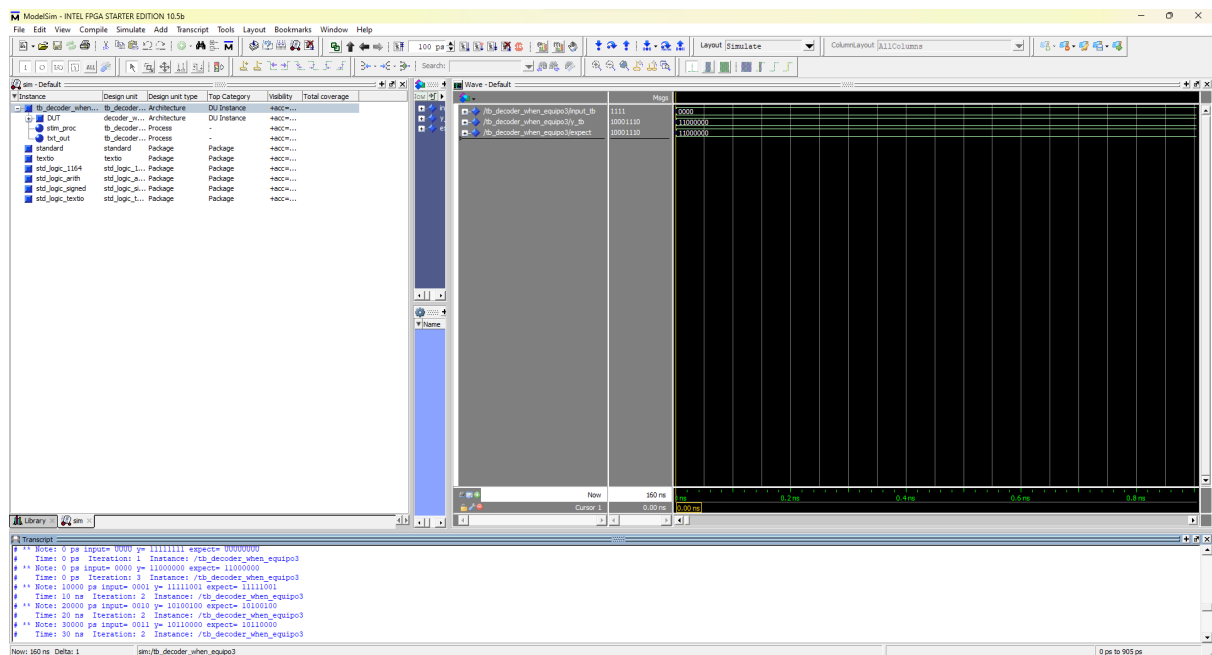 ModelSim - INTEL FPGA STARTER EDITION 10.5b
File Edit View Compile Simulate Add Transcript Tools Layout Bookmarks Window Help
100 ps Layout Simulate ColumnLayout AllColumns
Search:
sim - Default
Wave - Default
Instance Design unit Design unit type Top Category Visibility Total coverage
Msgs
tb_decoder_when... tb_decoder... Architecture DU Instance +acc=...
DUT decoder_w... Architecture DU Instance +acc=...
stim_proc tb_decoder... Process - +acc=...
txt_out tb_decoder... Process - +acc=...
standard standard Package Package +acc=...
textio textio Package Package +acc=...
std_logic_1164 std_logic_1... Package Package +acc=...
std_logic_arith std_logic_a... Package Package +acc=...
std_logic_signed std_logic_si... Package Package +acc=...
std_logic_textio std_logic_t... Package Package +acc=...
/tb_decoder_when_equipo3/input_tb 1111 0000
/tb_decoder_when_equipo3/y_tb 10001110 11000000
/tb_decoder_when_equipo3/expect 10001110 11000000
Name
Now 160 ns 0.2 ns 0.4 ns 0.6 ns 0.8 ns
Cursor 1 0.00 ns 0.00 ns
Library sim
Transcript
# ** Note: 0 ps input= 0000 y= 11111111 expect= 00000000
# Time: 0 ps Iteration: 1 Instance: /tb_decoder_when_equipo3
# ** Note: 0 ps input= 0000 y= 11000000 expect= 11000000
# Time: 0 ps Iteration: 3 Instance: /tb_decoder_when_equipo3
# ** Note: 10000 ps input= 0001 y= 11111001 expect= 11111001
# Time: 10 ns Iteration: 2 Instance: /tb_decoder_when_equipo3
# ** Note: 20000 ps input= 0010 y= 10100100 expect= 10100100
# Time: 20 ns Iteration: 2 Instance: /tb_decoder_when_equipo3
# ** Note: 30000 ps input= 0011 y= 10110000 expect= 10110000
# Time: 30 ns Iteration: 2 Instance: /tb_decoder_when_equipo3
Now: 160 ns Delta: 1 sim:/tb_decoder_when_equipo3 0 ps to 905 ps